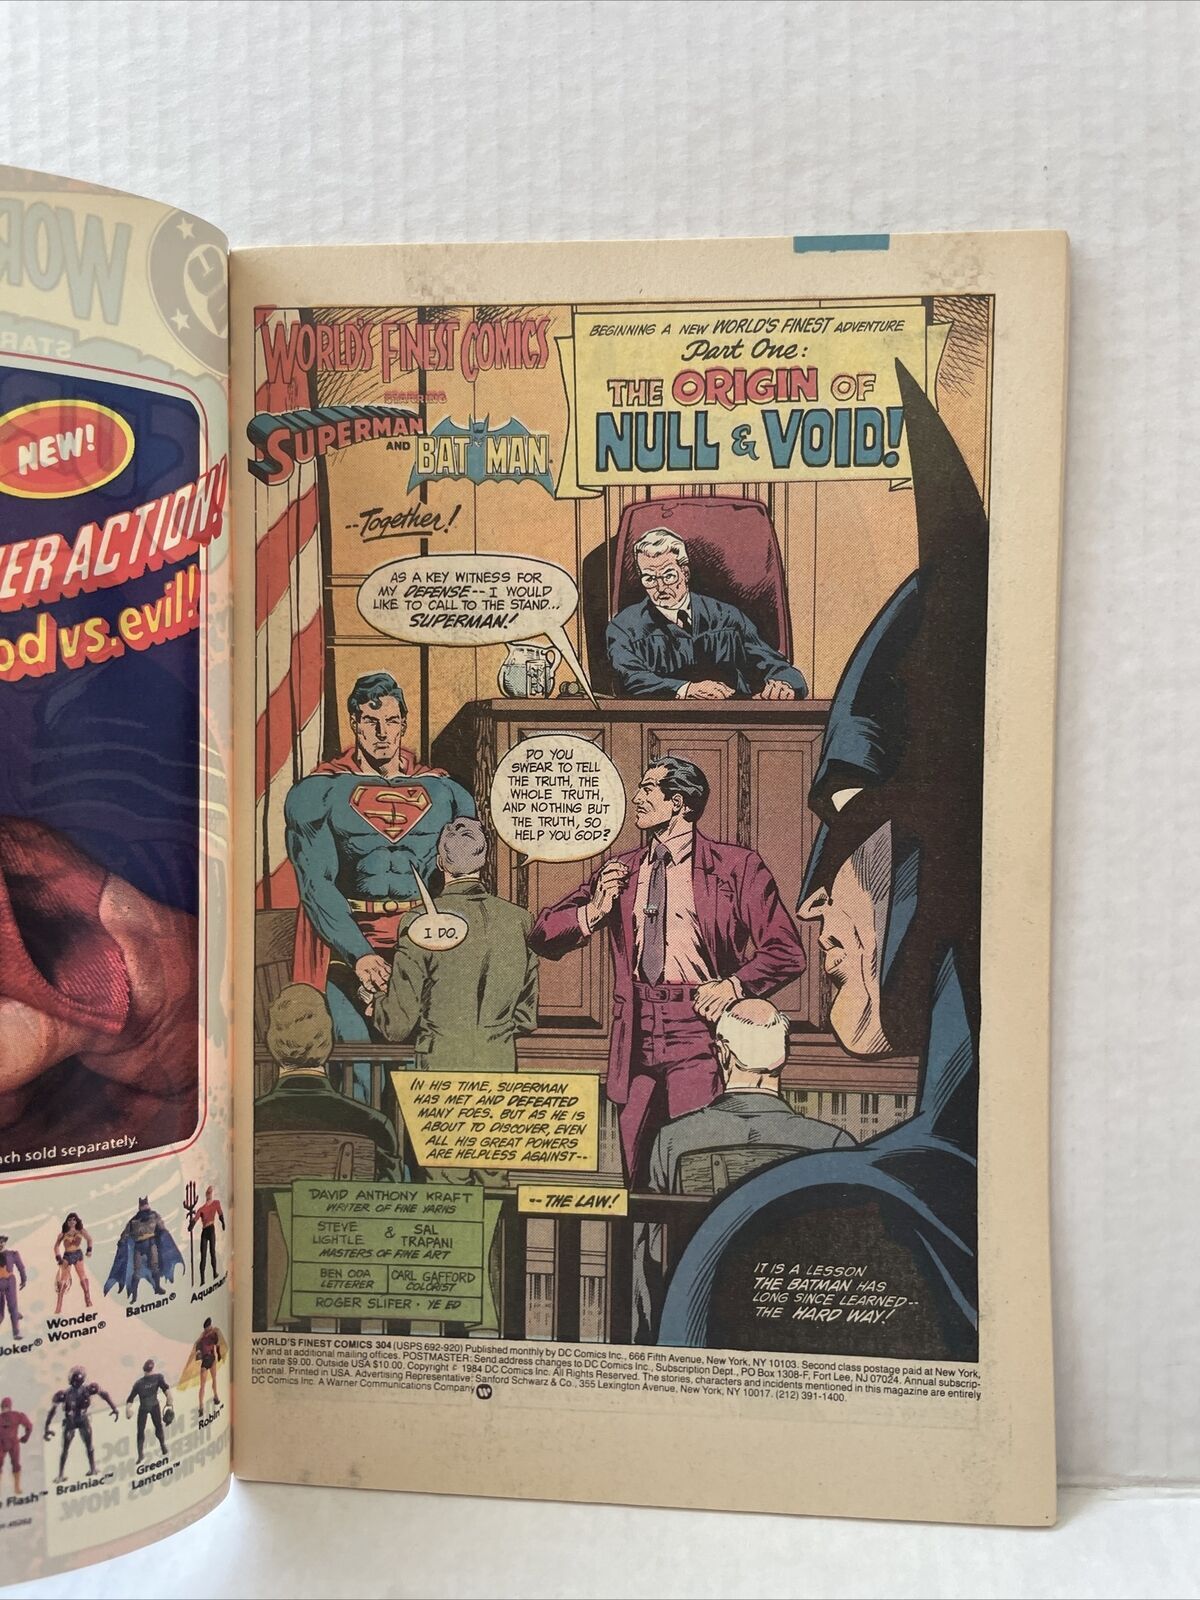 NEW!
ER ACTION!
od vs. evil!
ch sold separately.
Joker®
Wonder
Woman®
Batman®
Aquaman
Flash™
Brainiac™
Green
Lantern™
Robin™
WORLD'S FINEST COMICS
STARRING
SUPERMAN
AND
BATMAN
--Together!
BEGINNING A NEW WORLD'S FINEST ADVENTURE
Part One:
THE ORIGIN OF
NULL & VOID!
AS A KEY WITNESS FOR
MY DEFENSE--I WOULD
LIKE TO CALL TO THE STAND...
SUPERMAN!
DO YOU
SWEAR TO TELL
THE TRUTH, THE
WHOLE TRUTH,
AND NOTHING BUT
THE TRUTH, SO
HELP YOU GOD?
I DO.
IN HIS TIME, SUPERMAN
HAS MET AND DEFEATED
MANY FOES. BUT AS HE IS
ABOUT TO DISCOVER, EVEN
ALL HIS GREAT POWERS
ARE HELPLESS AGAINST--
--THE LAW!
IT IS A LESSON
THE BATMAN HAS
LONG SINCE LEARNED--
THE HARD WAY!
DAVID ANTHONY KRAFT
WRITER OF FINE YARNS
STEVE LIGHTLE & SAL TRAPANI
MASTERS OF FINE ART
BEN ODA LETTERER
CARL GAFFORD COLORIST
ROGER SLIFER • YE ED
WORLD'S FINEST COMICS 304 (USPS 692-920) Published monthly by DC Comics Inc., 666 Fifth Avenue, New York, NY 10103. Second class postage paid at New York,
NY and at additional mailing offices. POSTMASTER: Send address changes to DC Comics Inc., Subscription Dept., PO Box 1308-F, Fort Lee, NJ 07024. Annual subscrip-
tion rate $9.00. Outside USA $10.00. Copyright © 1984 DC Comics Inc. All Rights Reserved. The stories, characters and incidents mentioned in this magazine are entirely
fictional. Printed in USA. Advertising Representative: Sanford Schwarz & Co., 355 Lexington Avenue, New York, NY 10017. (212) 391-1400.
DC Comics Inc. A Warner Communications Company